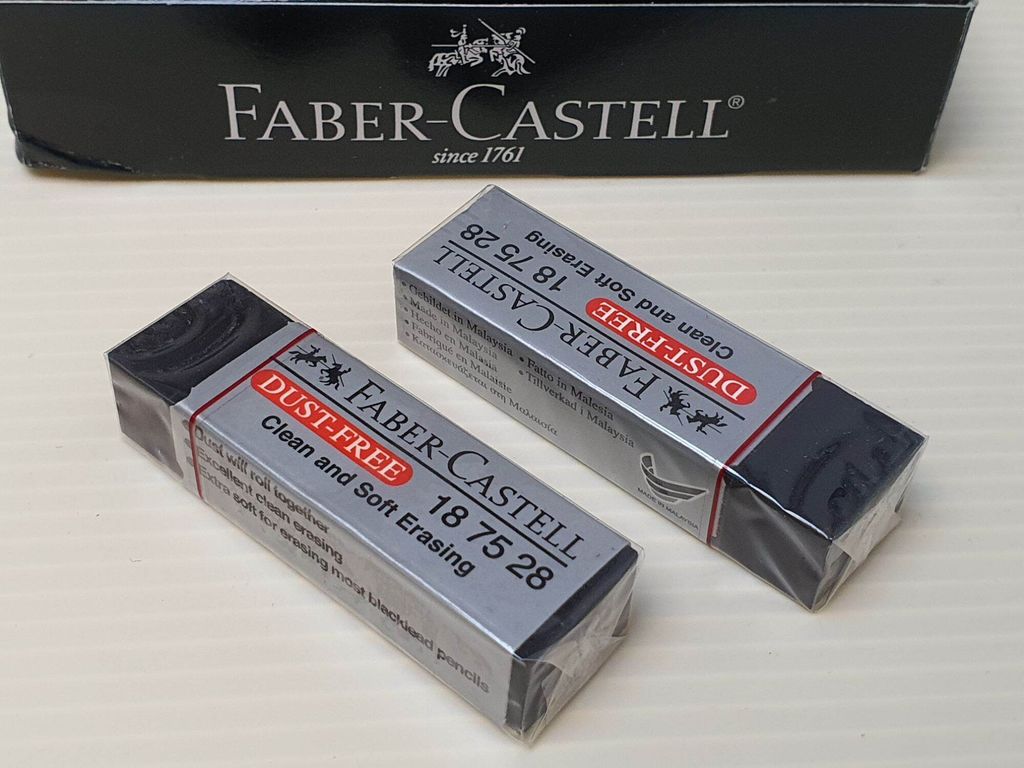 FABER-CASTELL®
since 1761
FABER-CASTELL
DUST-FREE 18 75 28
Clean and Soft Erasing
• Gebildet in Malaysia • Fatto in Malesia
• Made in Malaysia • Tillverkad i Malaysia
• Hecho en Malasia
• Fabriqué en Malaisie
• Κατασκευάζεται στη Μαλαισία
MADE IN MALAYSIA
FABER-CASTELL
DUST-FREE 18 75 28
Clean and Soft Erasing
• Dust will roll together
• Excellent clean erasing
• Extra soft for erasing most blacklead pencils